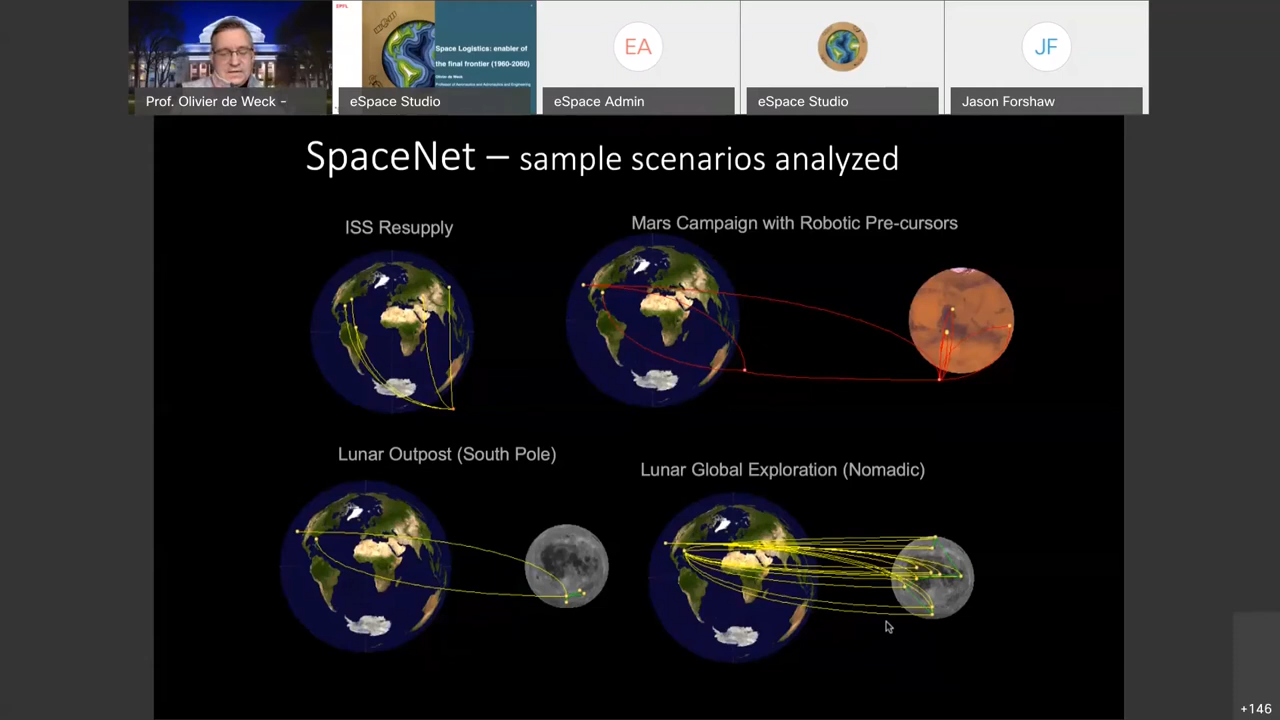 EPFL
Space Logistics: enabler of
the final frontier (1960-2060)
Olivier de Weck
Professor of Aeronautics and Astronautics and Engineering
EA
JF
Prof. Olivier de Weck -
eSpace Studio
eSpace Admin
eSpace Studio
Jason Forshaw
SpaceNet – sample scenarios analyzed
ISS Resupply
Mars Campaign with Robotic Pre-cursors
Lunar Outpost (South Pole)
Lunar Global Exploration (Nomadic)
+146